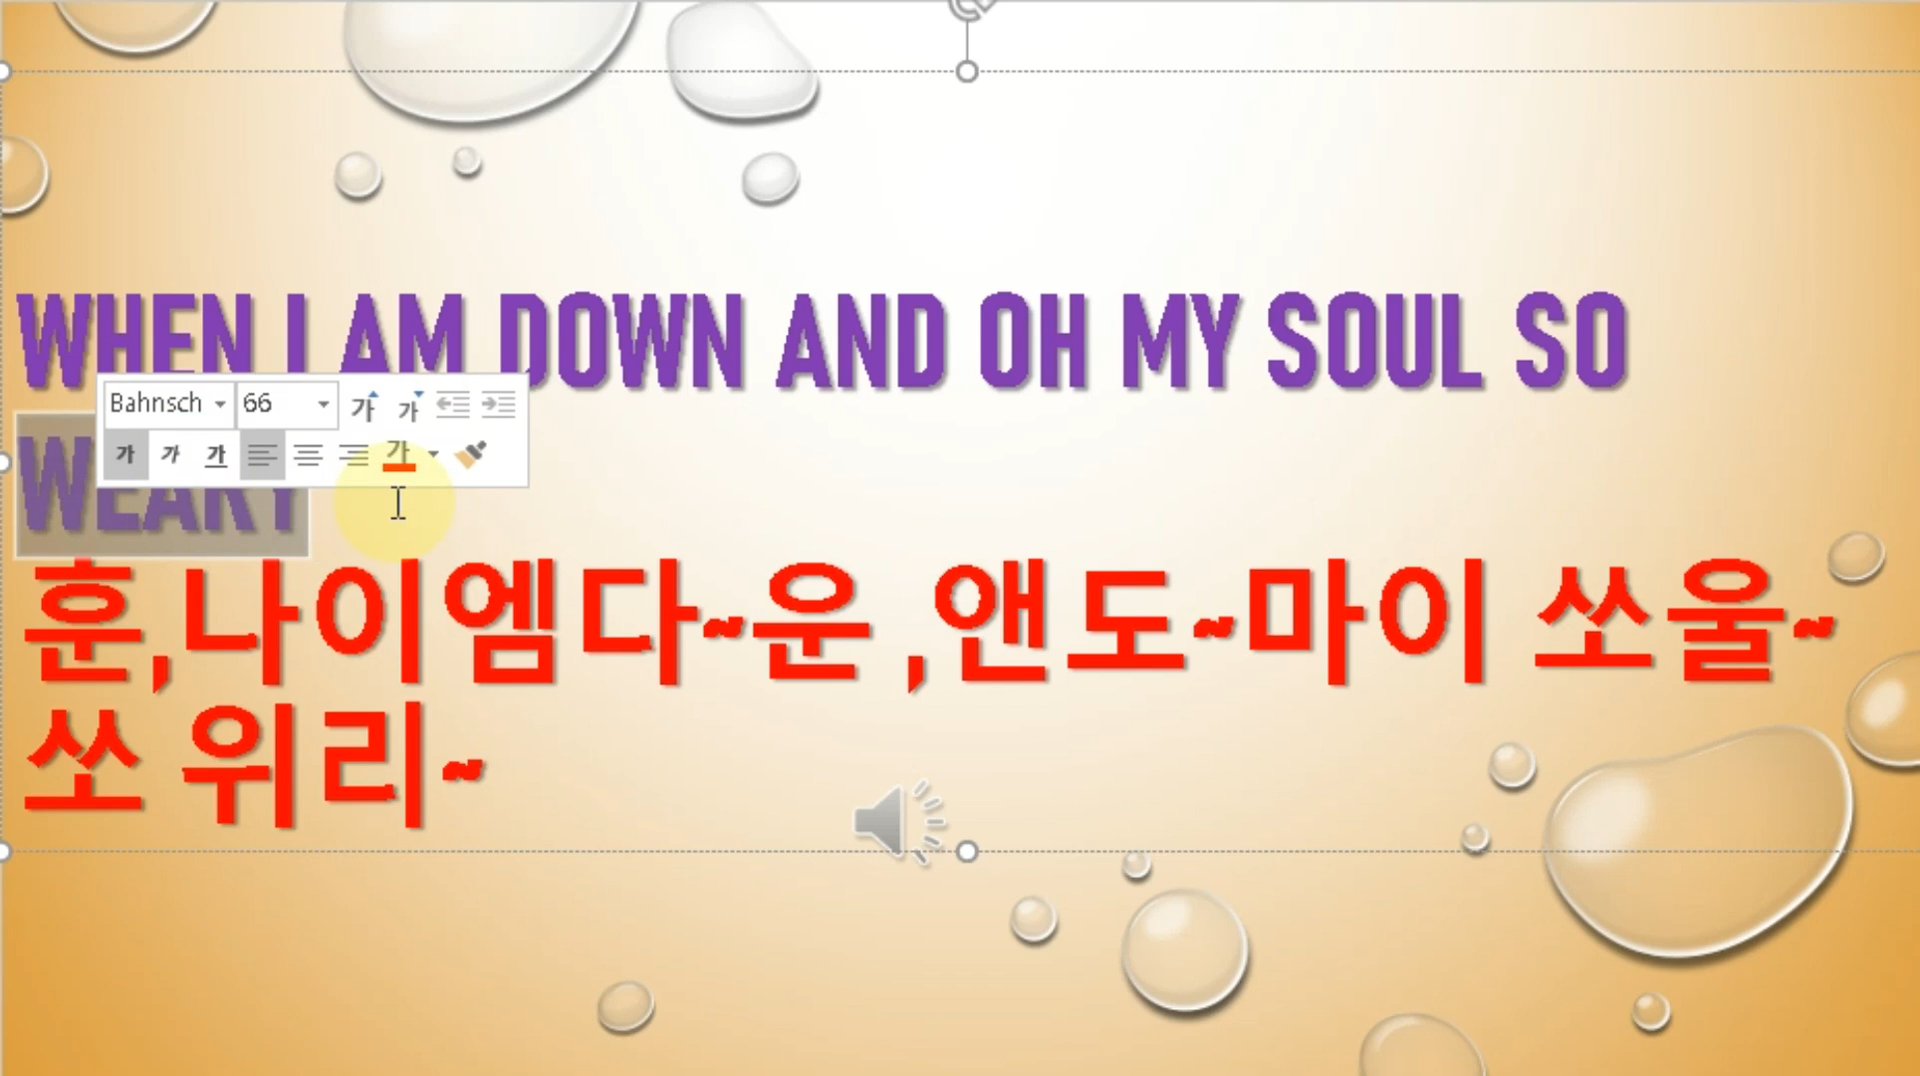 WHEN I AM DOWN AND OH MY SOUL SO
WEARY
Bahnsch 66
가 가
가 가 가 가
훈,나이엠다~운 ,앤도~마이 쏘울~
쏘 위리~